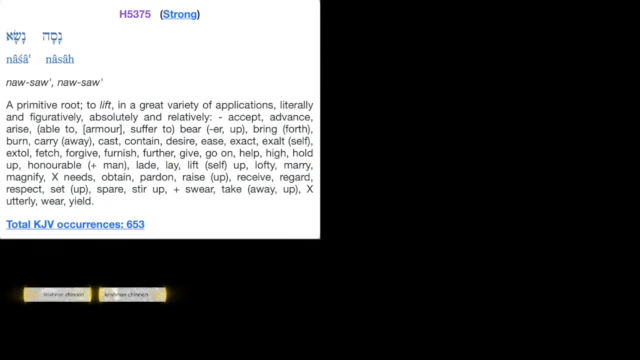 H5375 (Strong)
נָשָׂא נָסָה
nâśâ' nâsâh
naw-saw', naw-saw'
A primitive root; to lift, in a great variety of applications, literally
and figuratively, absolutely and relatively: - accept, advance,
arise, (able to, [armour], suffer to) bear (-er, up), bring (forth),
burn, carry (away), cast, contain, desire, ease, exact, exalt (self),
extol, fetch, forgive, furnish, further, give, go on, help, high, hold
up, honourable (+ man), lade, lay, lift (self) up, lofty, marry,
magnify, X needs, obtain, pardon, raise (up), receive, regard,
respect, set (up), spare, stir up, + swear, take (away, up), X
utterly, wear, yield.
Total KJV occurrences: 653